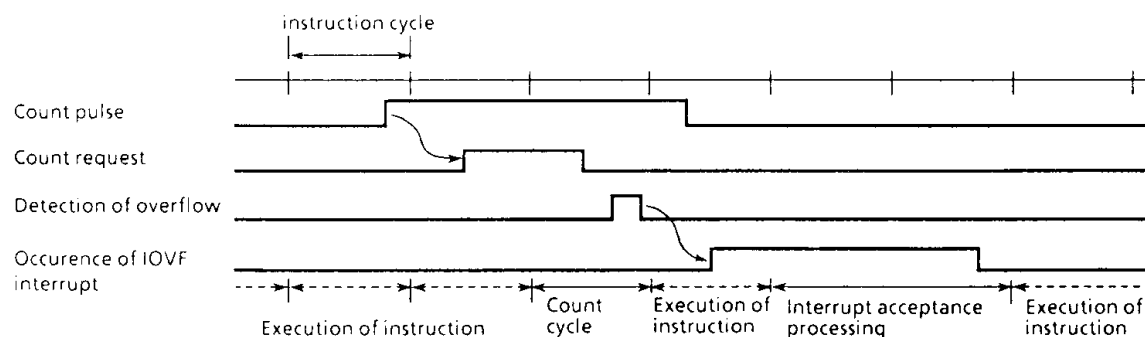 instruction cycle
Count pulse
Count request
Detection of overflow
Occurence of IOVF
interrupt
Execution of instruction
Count
cycle
Execution of
instruction
Interrupt acceptance
processing
Execution of
instruction